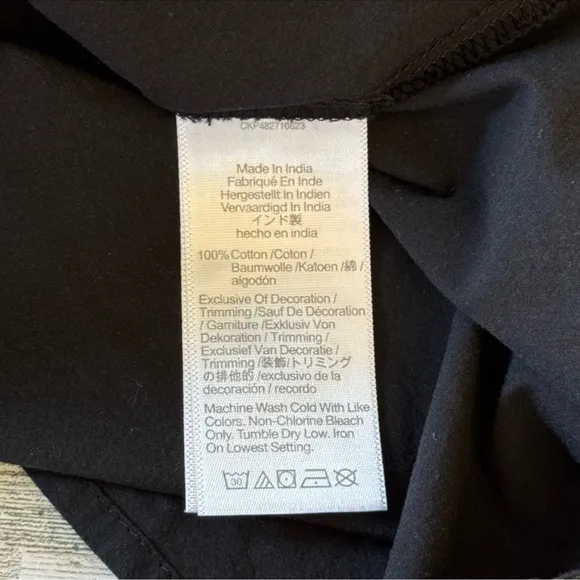 CKP482710623
Made In India
Fabriqué En Inde
Hergestellt In Indien
Vervaardigd In India
インド製
hecho en india
100% Cotton /Coton /
Baumwolle /Katoen /綿 /
algodón
Exclusive Of Decoration /
Trimming /Sauf De Décoration
/ Garniture /Exklusiv Von
Dekoration / Trimming /
Exclusief Van Decoratie /
Trimming /装飾/トリミング
の排他的 /exclusivo de la
decoración / recordo
Machine Wash Cold With Like
Colors. Non-Chlorine Bleach
Only. Tumble Dry Low. Iron
On Lowest Setting.
30